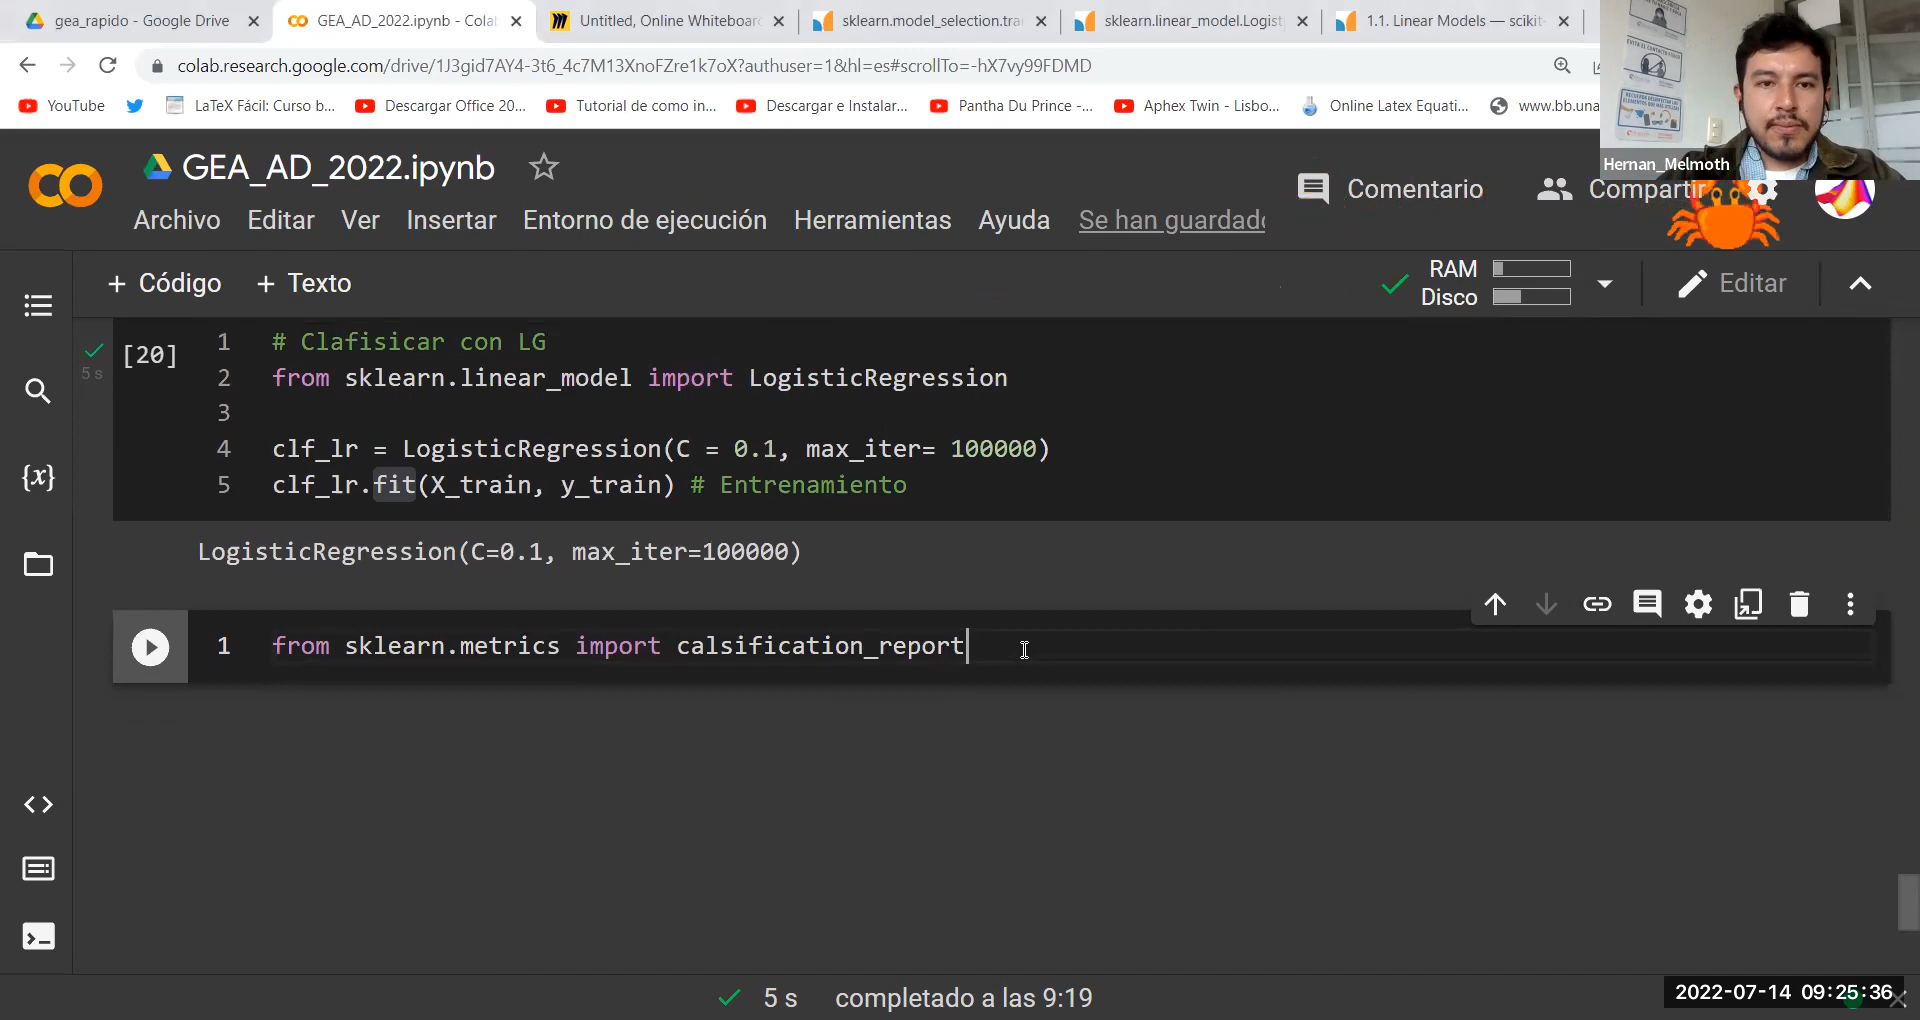 gea_rapido - Google Drive
GEA_AD_2022.ipynb - Cola
Untitled, Online Whiteboar
sklearn.model_selection.tra
sklearn.linear_model.Logist
1.1. Linear Models — scikit-
colab.research.google.com/drive/1J3gid7AY4-3t6_4c7M13XnoFZre1k7oX?authuser=1&hl=es#scrollTo=-hX7vy99FDMD
YouTube
LaTeX Fácil: Curso b...
Descargar Office 20...
Tutorial de como in...
Descargar e Instalar...
Pantha Du Prince -...
Aphex Twin - Lisbo...
Online Latex Equati...
www.bb.una
Hernan_Melmoth
GEA_AD_2022.ipynb
Comentario
Compartir
Archivo Editar Ver Insertar Entorno de ejecución Herramientas Ayuda Se han guardado
+ Código + Texto
RAM
Disco
Editar
[20]
5 s
1 # Clafisicar con LG
2 from sklearn.linear_model import LogisticRegression
3
4 clf_lr = LogisticRegression(C = 0.1, max_iter= 100000)
5 clf_lr.fit(X_train, y_train) # Entrenamiento
LogisticRegression(C=0.1, max_iter=100000)
1 from sklearn.metrics import calsification_report
5 s completado a las 9:19
2022-07-14 09:25:36